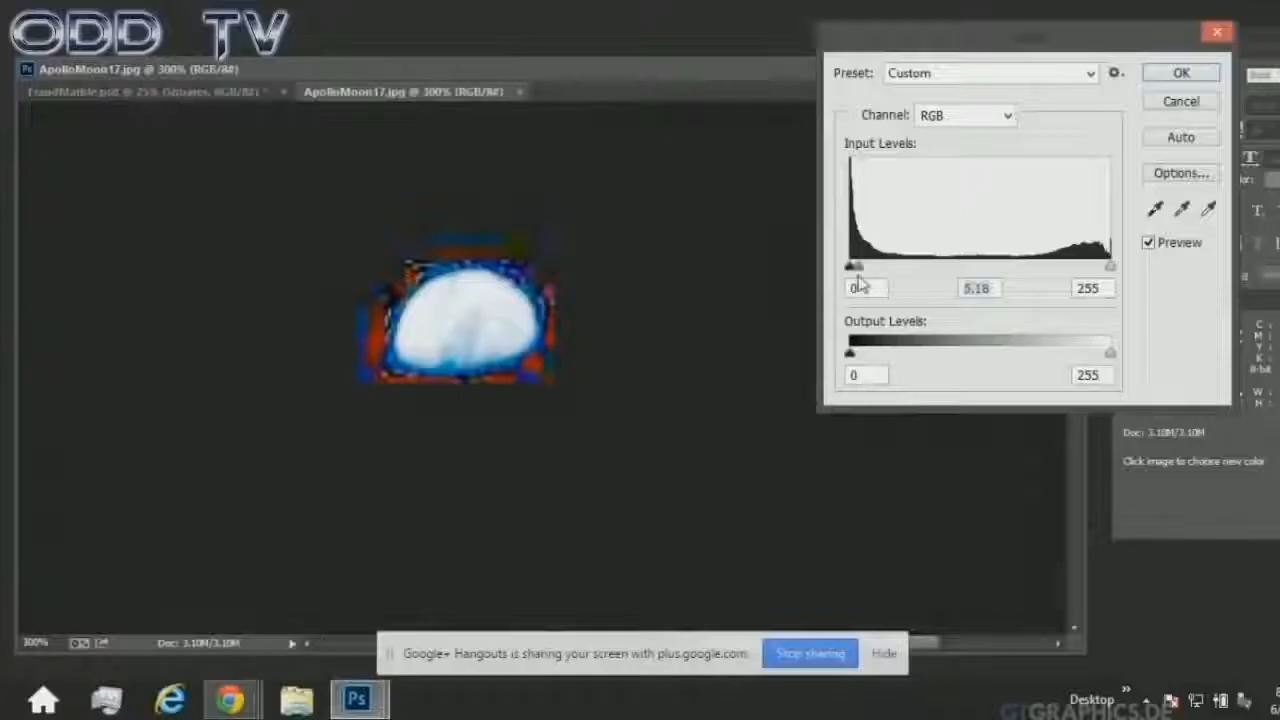 ODD TV
ApolloMoon17.jpg @ 300% (RGB/8#)
ApolloMoon17.jpg @ 300% (RGB/8#) ×
Preset: Custom
OK
Cancel
Channel: RGB
Auto
Input Levels:
Options...
Preview
0 5.18 255
Output Levels:
0 255
Doc: 3.10M/3.10M
Click image to choose new color
300% Doc: 3.10M/3.10M
Google+ Hangouts is sharing your screen with plus.google.com. Stop sharing Hide
Ps
Desktop
GTGRAPHICS.DE